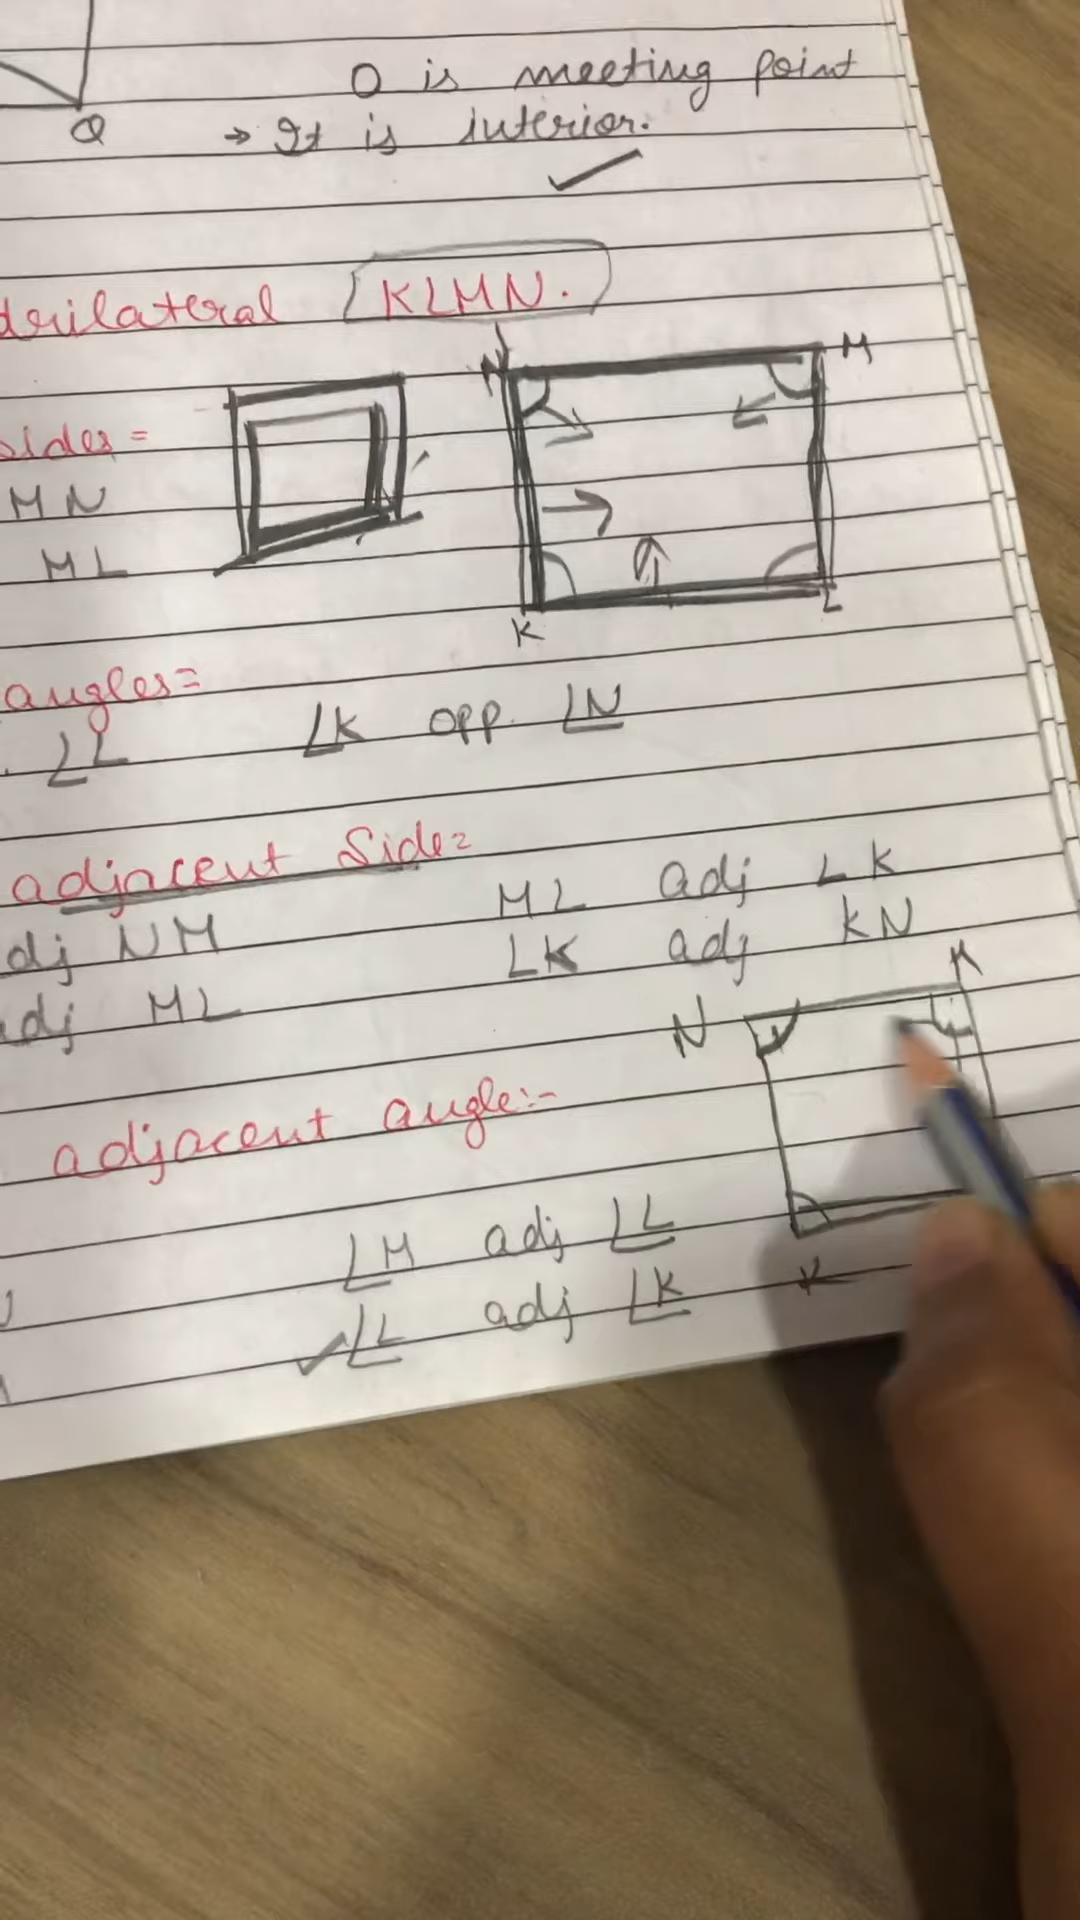 Q
O is meeting point
→ It is interior.
drilateral KLMN.
N M
sides =
MN
ML
K L
angles=
∠L ∠K opp. ∠N
adjacent Side=
adj NM ML adj LK
adj ML LK adj KN
N M
adjacent angle:-
∠M adj ∠L
K
✓∠L adj ∠K